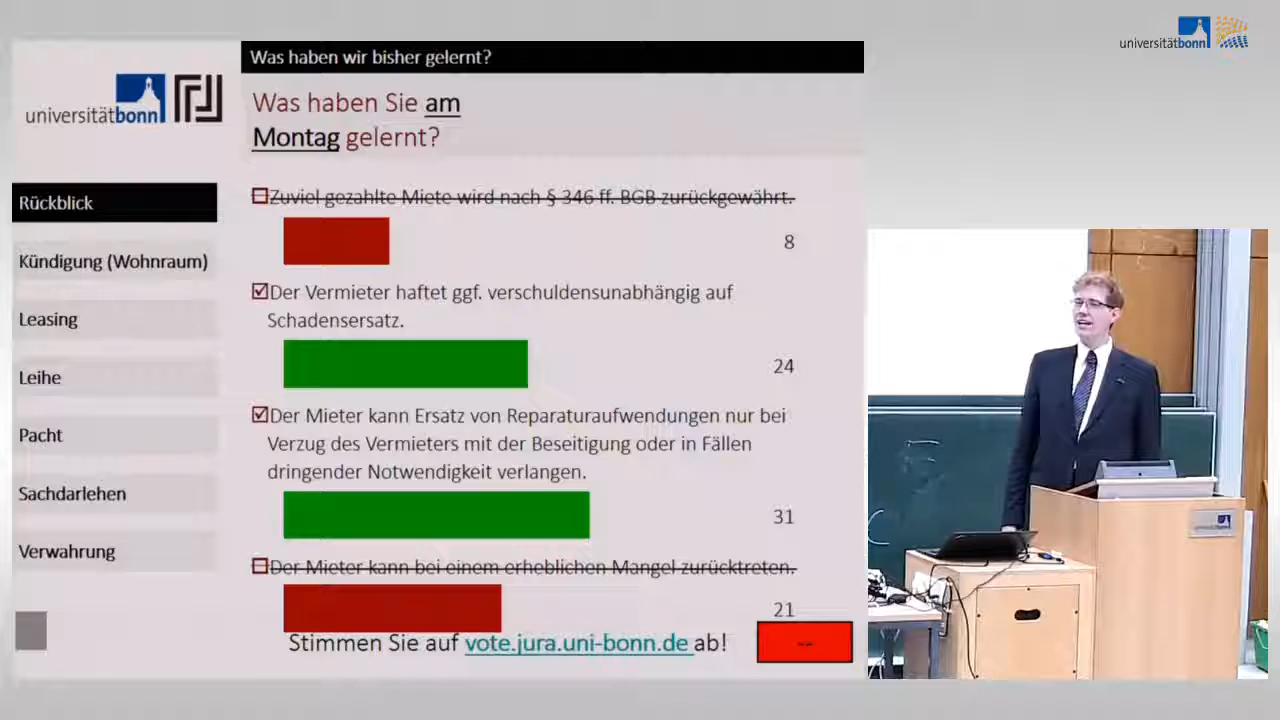 universitätbonn
Was haben wir bisher gelernt?
universitätbonn
Was haben Sie am
Montag gelernt?
Rückblick
Kündigung (Wohnraum)
Leasing
Leihe
Pacht
Sachdarlehen
Verwahrung
Zuviel gezahlte Miete wird nach § 346 ff. BGB zurückgewährt.
8
Der Vermieter haftet ggf. verschuldensunabhängig auf
Schadensersatz.
24
Der Mieter kann Ersatz von Reparaturaufwendungen nur bei
Verzug des Vermieters mit der Beseitigung oder in Fällen
dringender Notwendigkeit verlangen.
31
Der Mieter kann bei einem erheblichen Mangel zurücktreten.
21
Stimmen Sie auf vote.jura.uni-bonn.de ab!
--